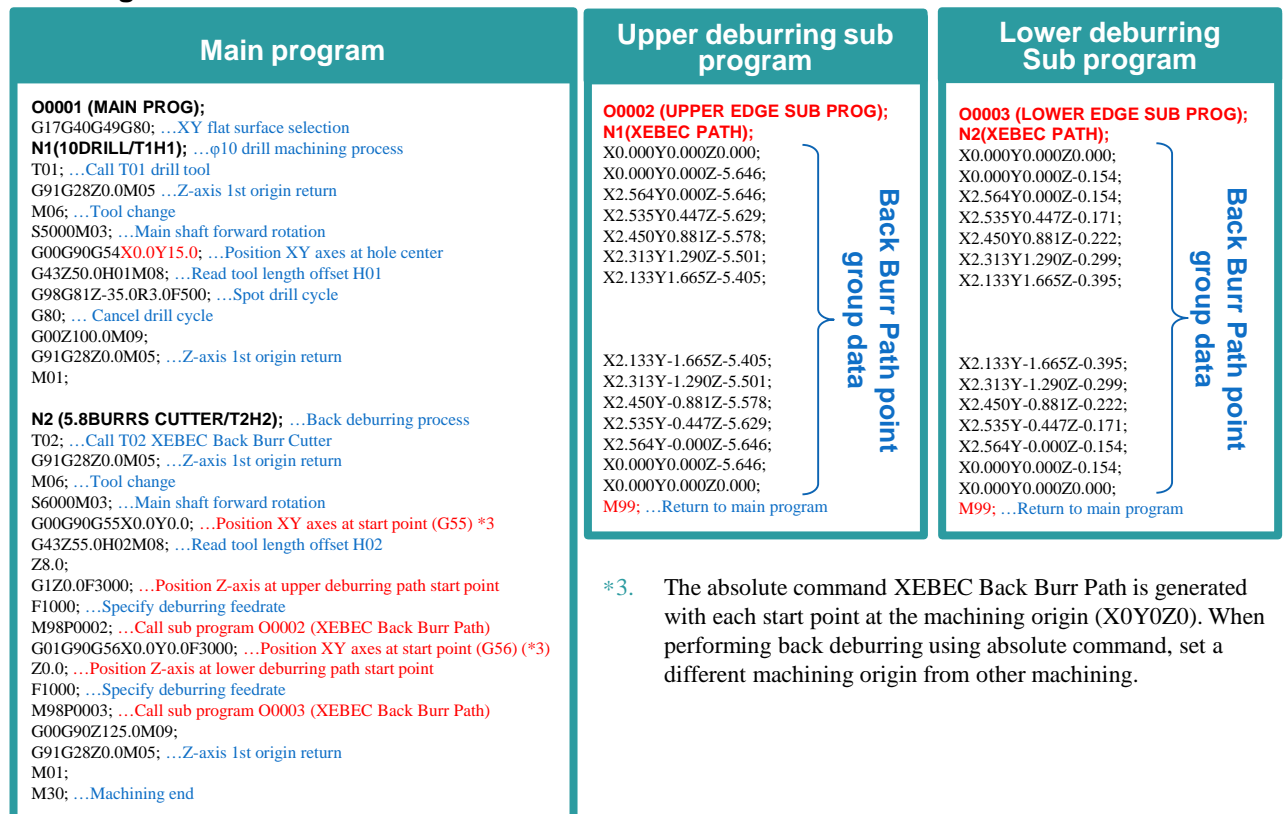 Main program
O0001 (MAIN PROG);
G17G40G49G80; …XY flat surface selection
N1(10DRILL/T1H1); …φ10 drill machining process
T01; …Call T01 drill tool
G91G28Z0.0M05 …Z-axis 1st origin return
M06; …Tool change
S5000M03; …Main shaft forward rotation
G00G90G54X0.0Y15.0; …Position XY axes at hole center
G43Z50.0H01M08; …Read tool length offset H01
G98G81Z-35.0R3.0F500; …Spot drill cycle
G80; … Cancel drill cycle
G00Z100.0M09;
G91G28Z0.0M05; …Z-axis 1st origin return
M01;
N2 (5.8BURRS CUTTER/T2H2); …Back deburring process
T02; …Call T02 XEBEC Back Burr Cutter
G91G28Z0.0M05; …Z-axis 1st origin return
M06; …Tool change
S6000M03; …Main shaft forward rotation
G00G90G55X0.0Y0.0; …Position XY axes at start point (G55) *3
G43Z55.0H02M08; …Read tool length offset H02
Z8.0;
G1Z0.0F3000; …Position Z-axis at upper deburring path start point
F1000; …Specify deburring feedrate
M98P0002; …Call sub program O0002 (XEBEC Back Burr Path)
G01G90G56X0.0Y0.0F3000; …Position XY axes at start point (G56) (*3)
Z0.0; …Position Z-axis at lower deburring path start point
F1000; …Specify deburring feedrate
M98P0003; …Call sub program O0003 (XEBEC Back Burr Path)
G00G90Z125.0M09;
G91G28Z0.0M05; …Z-axis 1st origin return
M01;
M30; …Machining end
Upper deburring sub
program
O0002 (UPPER EDGE SUB PROG);
N1(XEBEC PATH);
X0.000Y0.000Z0.000;
X0.000Y0.000Z-5.646;
X2.564Y0.000Z-5.646;
X2.535Y0.447Z-5.629;
X2.450Y0.881Z-5.578;
X2.313Y1.290Z-5.501;
X2.133Y1.665Z-5.405;
X2.133Y-1.665Z-5.405;
X2.313Y-1.290Z-5.501;
X2.450Y-0.881Z-5.578;
X2.535Y-0.447Z-5.629;
X2.564Y-0.000Z-5.646;
X0.000Y0.000Z-5.646;
X0.000Y0.000Z0.000;
M99; …Return to main program
Back Burr Path point
group data
Lower deburring
Sub program
O0003 (LOWER EDGE SUB PROG);
N2(XEBEC PATH);
X0.000Y0.000Z0.000;
X0.000Y0.000Z-0.154;
X2.564Y0.000Z-0.154;
X2.535Y0.447Z-0.171;
X2.450Y0.881Z-0.222;
X2.313Y1.290Z-0.299;
X2.133Y1.665Z-0.395;
X2.133Y-1.665Z-0.395;
X2.313Y-1.290Z-0.299;
X2.450Y-0.881Z-0.222;
X2.535Y-0.447Z-0.171;
X2.564Y-0.000Z-0.154;
X0.000Y0.000Z-0.154;
X0.000Y0.000Z0.000;
M99; …Return to main program
Back Burr Path point
group data
*3. The absolute command XEBEC Back Burr Path is generated
with each start point at the machining origin (X0Y0Z0). When
performing back deburring using absolute command, set a
different machining origin from other machining.